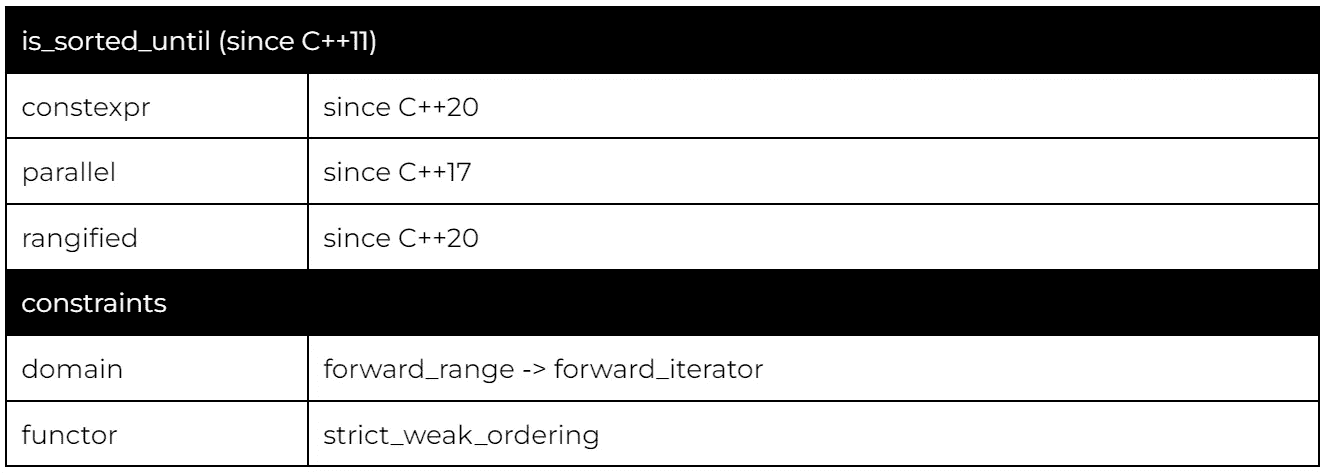 is_sorted_until (since C++11)
constexpr since C++20
parallel since C++17
rangified since C++20
constraints
domain forward_range -> forward_iterator
functor strict_weak_ordering